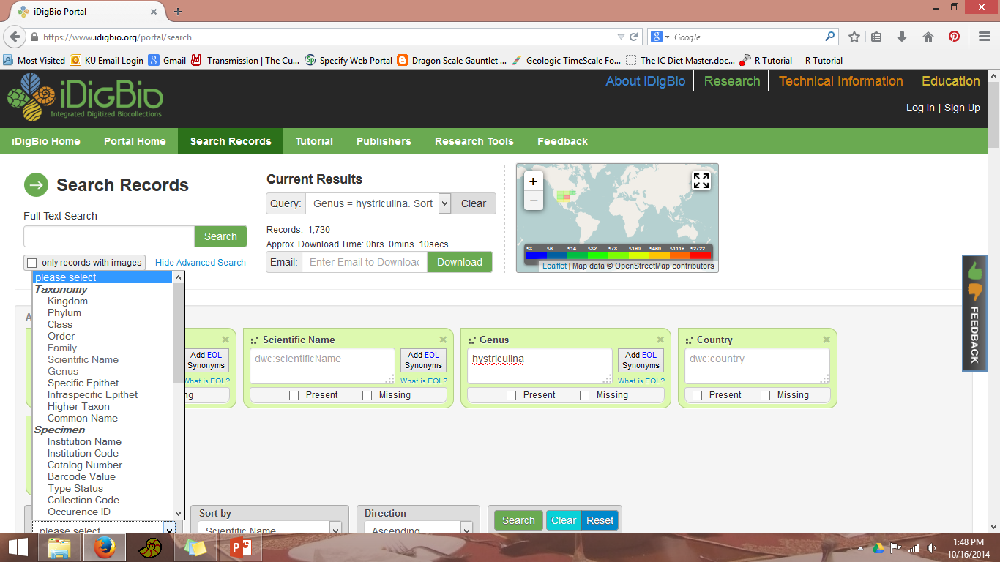 iDigBio Portal
https://www.idigbio.org/portal/search
Google
Most Visited KU Email Login Gmail Transmission | The Cu... Specify Web Portal Dragon Scale Gauntlet ... Geologic TimeScale Fo... The IC Diet Master.doc... R Tutorial — R Tutorial
iDigBio
Integrated Digitized Biocollections
About iDigBio Research Technical Information Education
Log In | Sign Up
iDigBio Home Portal Home Search Records Tutorial Publishers Research Tools Feedback
Search Records
Full Text Search
Search
only records with images Hide Advanced Search
Current Results
Query: Genus = hystriculina. Sort Clear
Records: 1,730
Approx. Download Time: 0hrs 0mins 10secs
Email: Enter Email to Download Download
+
−
<3 <6 <14 <32 <78 <190 <460 <1119 <2722
Leaflet | Map data © OpenStreetMap contributors
FEEDBACK
please select
Taxonomy
Kingdom
Phylum
Class
Order
Family
Scientific Name
Genus
Specific Epithet
Infraspecific Epithet
Higher Taxon
Common Name
Specimen
Institution Name
Institution Code
Catalog Number
Barcode Value
Type Status
Collection Code
Occurence ID
please select
A
Add EOL
Synonyms
What is EOL?
ng
Scientific Name
dwc:scientificName
Add EOL
Synonyms
What is EOL?
Present Missing
Genus
hystriculina
Add EOL
Synonyms
What is EOL?
Present Missing
Country
dwc:country
Present Missing
Sort by
Scientific Name
Direction
Ascending
Search Clear Reset
1:48 PM
10/16/2014